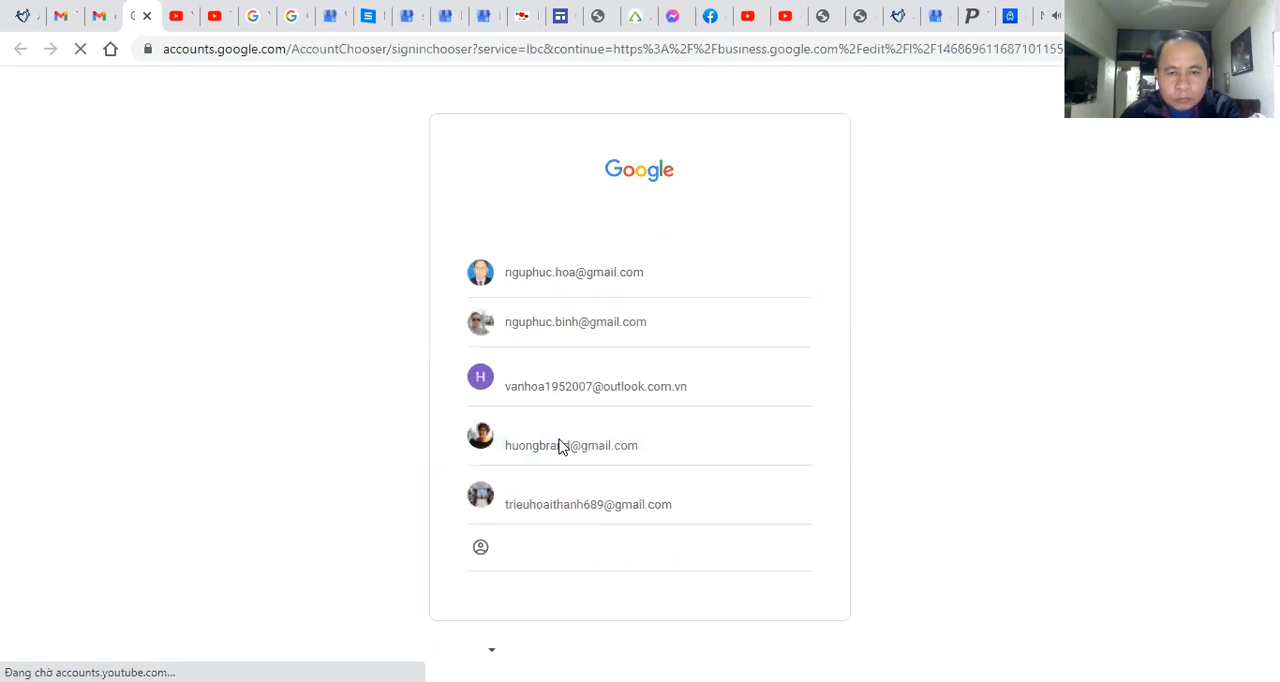 accounts.google.com/AccountChooser/signinchooser?service=lbc&continue=https%3A%2F%2Fbusiness.google.com%2Fedit%2Fl%2F146869611687101155
Google
nguphuc.hoa@gmail.com
nguphuc.binh@gmail.com
H
vanhoa1952007@outlook.com.vn
huongbrand@gmail.com
trieuhoaithanh689@gmail.com
Đang chờ accounts.youtube.com...